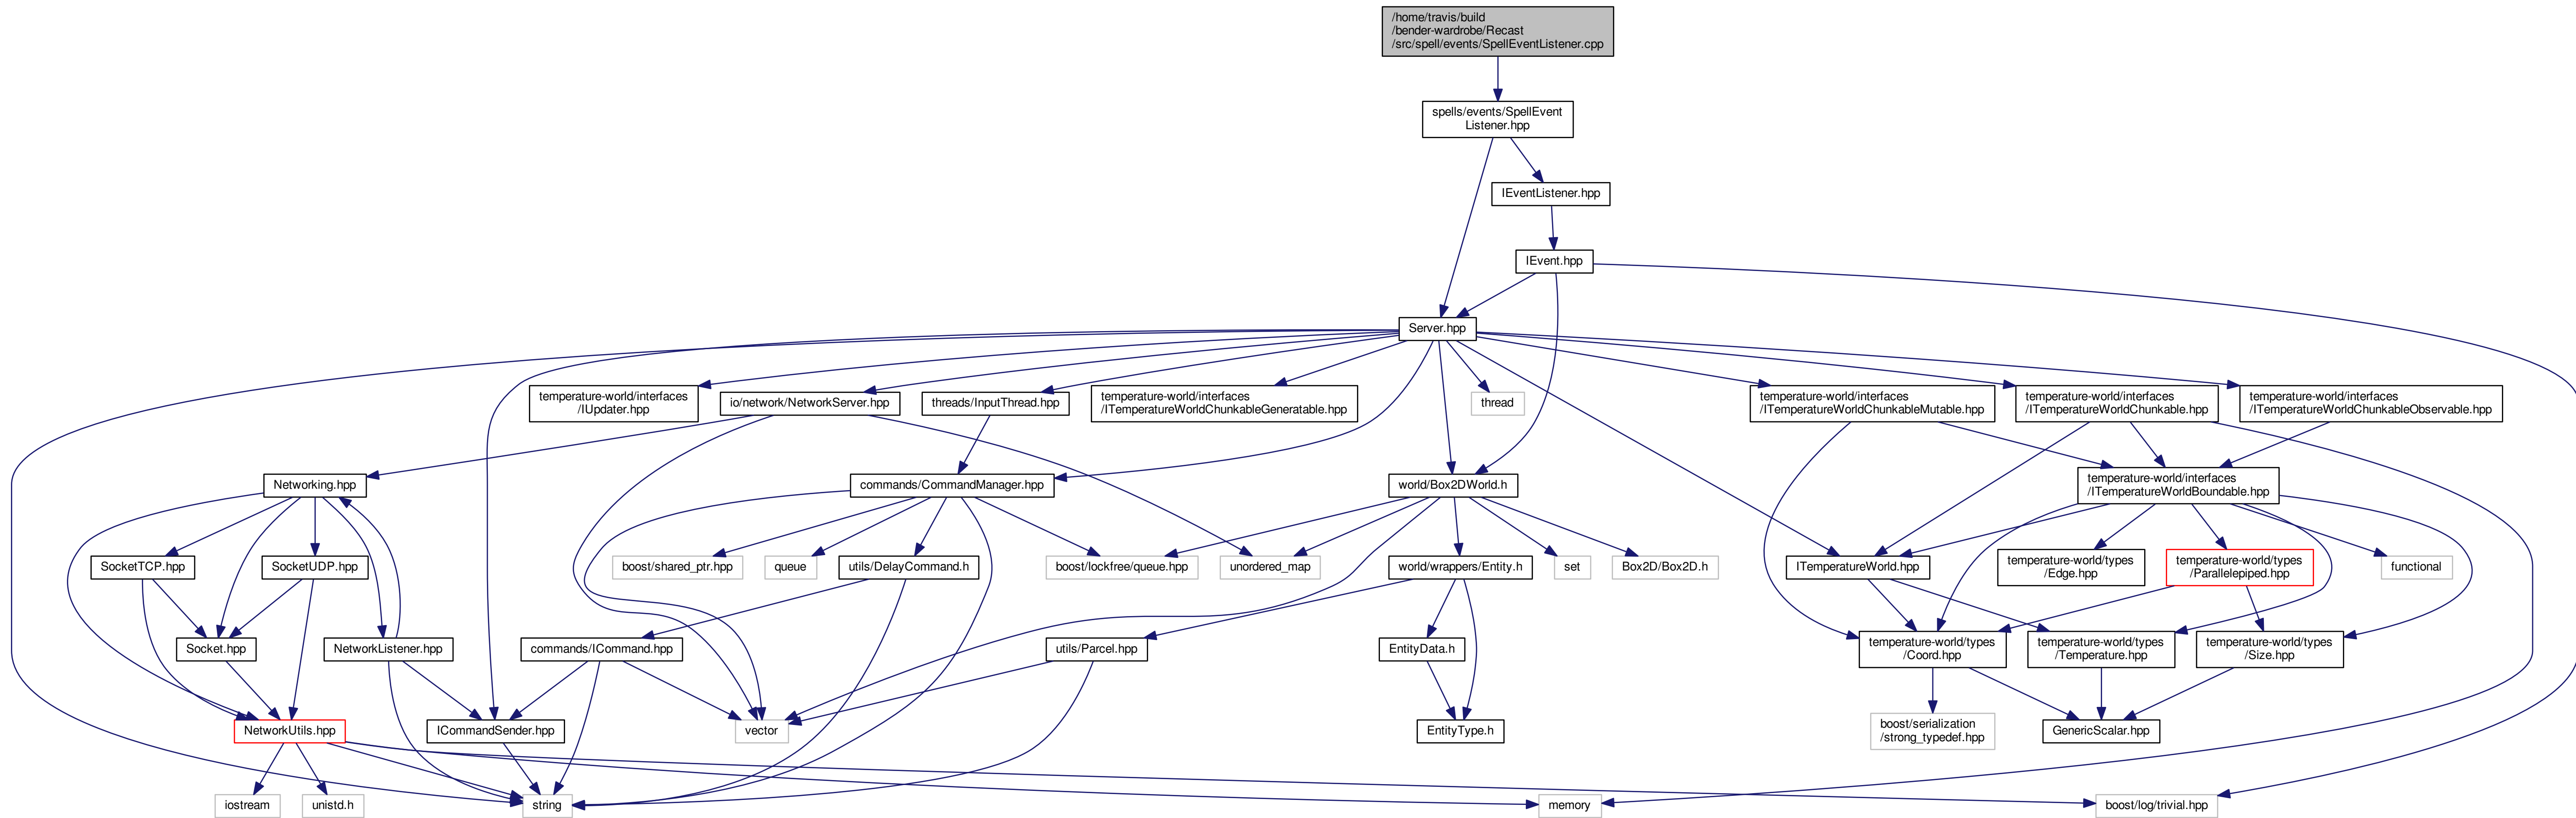 /home/travis/build
/bender-wardrobe/Recast
/src/spell/events/SpellEventListener.cpp
spells/events/SpellEvent
Listener.hpp
IEventListener.hpp
IEvent.hpp
Server.hpp
temperature-world/interfaces
/IUpdater.hpp
io/network/NetworkServer.hpp
threads/InputThread.hpp
temperature-world/interfaces
/ITemperatureWorldChunkableGeneratable.hpp
thread
temperature-world/interfaces
/ITemperatureWorldChunkableMutable.hpp
temperature-world/interfaces
/ITemperatureWorldChunkable.hpp
temperature-world/interfaces
/ITemperatureWorldChunkableObservable.hpp
Networking.hpp
commands/CommandManager.hpp
world/Box2DWorld.h
temperature-world/interfaces
/ITemperatureWorldBoundable.hpp
SocketTCP.hpp
SocketUDP.hpp
boost/shared_ptr.hpp
queue
utils/DelayCommand.h
boost/lockfree/queue.hpp
unordered_map
world/wrappers/Entity.h
set
Box2D/Box2D.h
ITemperatureWorld.hpp
temperature-world/types
/Edge.hpp
temperature-world/types
/Parallelepiped.hpp
functional
Socket.hpp
NetworkListener.hpp
commands/ICommand.hpp
utils/Parcel.hpp
EntityData.h
temperature-world/types
/Coord.hpp
temperature-world/types
/Temperature.hpp
temperature-world/types
/Size.hpp
NetworkUtils.hpp
ICommandSender.hpp
vector
EntityType.h
boost/serialization
/strong_typedef.hpp
GenericScalar.hpp
iostream
unistd.h
string
memory
boost/log/trivial.hpp